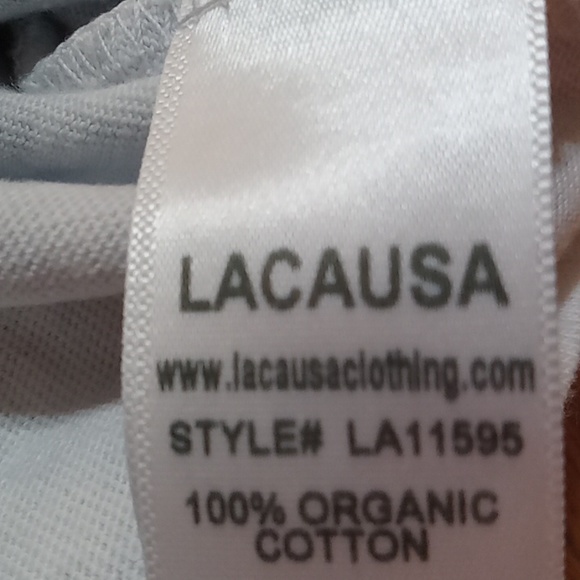 LACAUSA
www.lacausaclothing.com
STYLE# LA11595
100% ORGANIC
COTTON